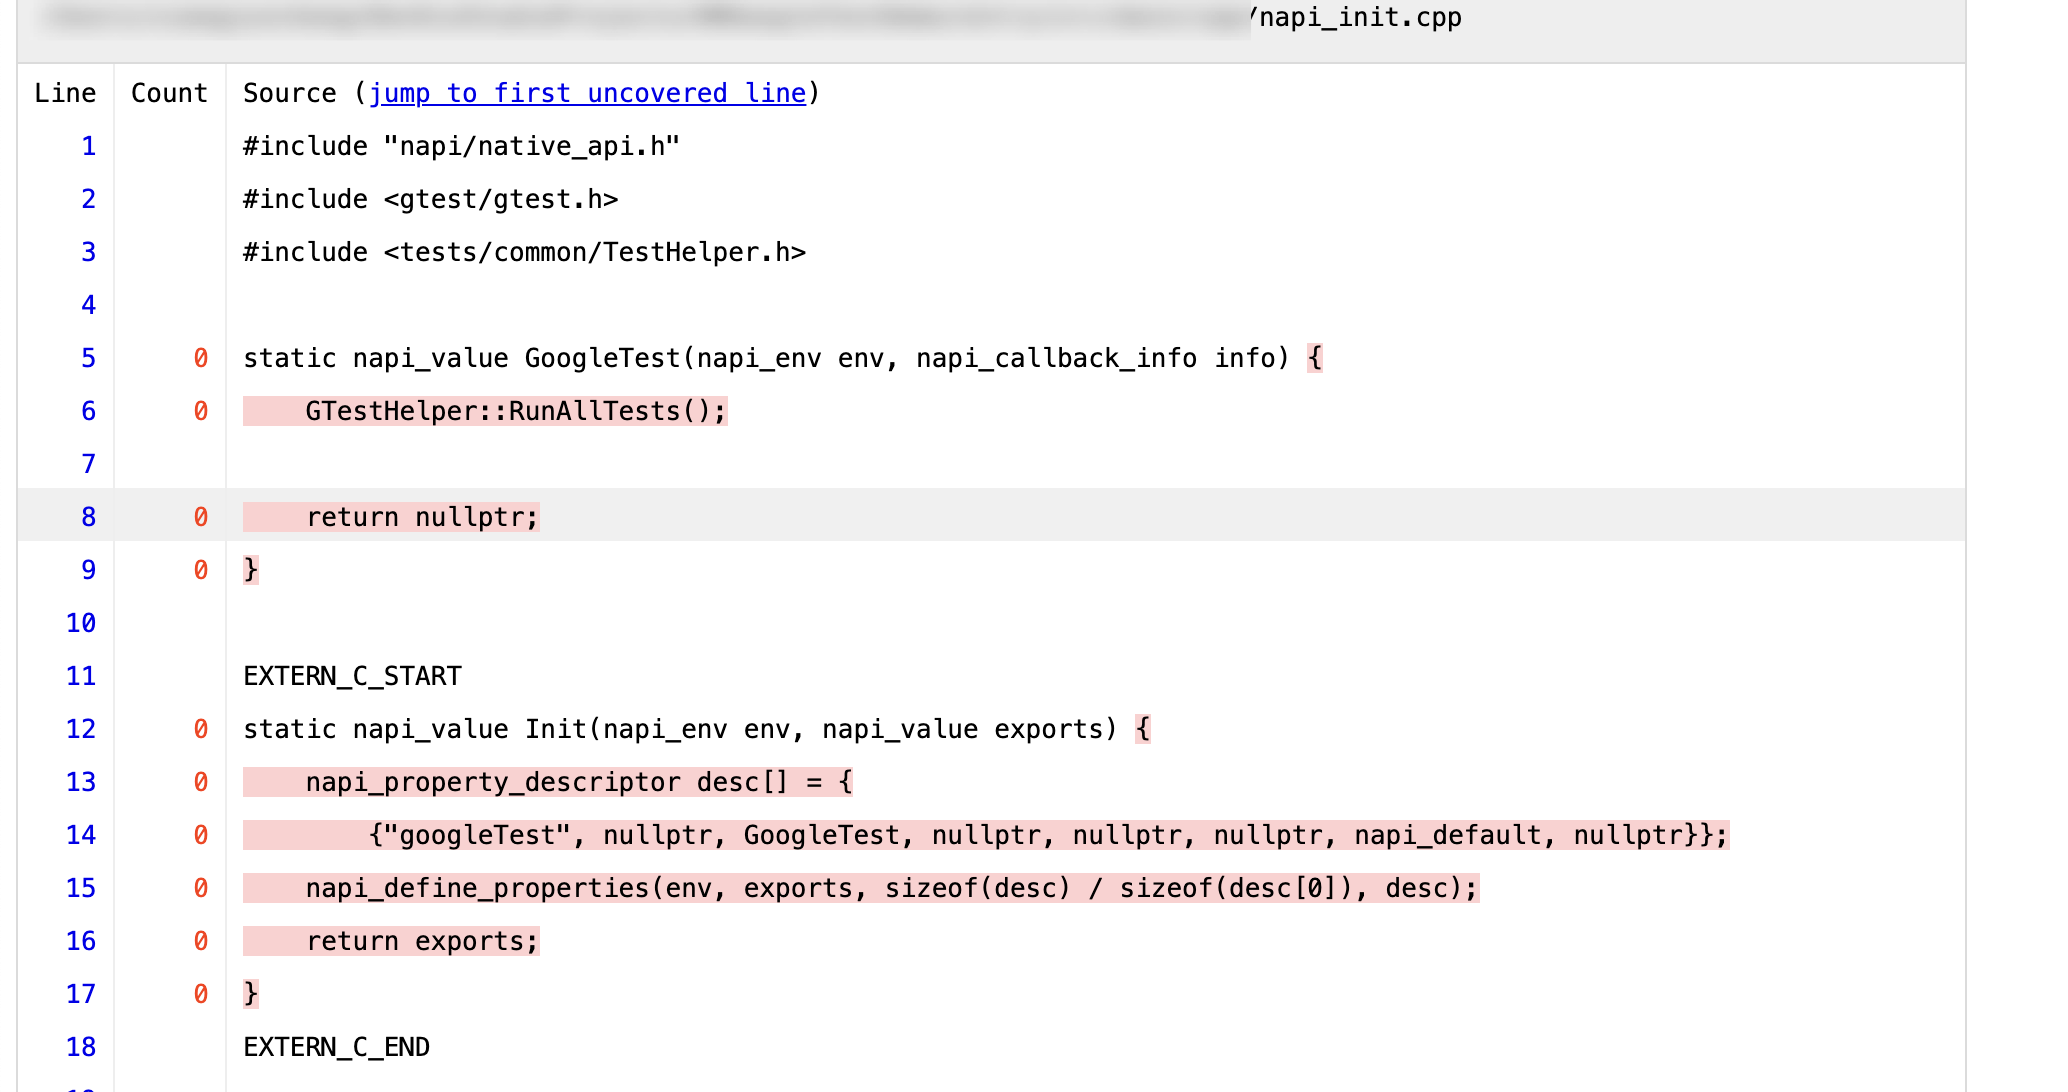 /napi_init.cpp
Line Count Source (jump to first uncovered line)
1 #include "napi/native_api.h"
2 #include <gtest/gtest.h>
3 #include <tests/common/TestHelper.h>
4
5 0 static napi_value GoogleTest(napi_env env, napi_callback_info info) {
6 0     GTestHelper::RunAllTests();
7
8 0     return nullptr;
9 0 }
10
11 EXTERN_C_START
12 0 static napi_value Init(napi_env env, napi_value exports) {
13 0     napi_property_descriptor desc[] = {
14 0         {"googleTest", nullptr, GoogleTest, nullptr, nullptr, nullptr, napi_default, nullptr}};
15 0     napi_define_properties(env, exports, sizeof(desc) / sizeof(desc[0]), desc);
16 0     return exports;
17 0 }
18 EXTERN_C_END